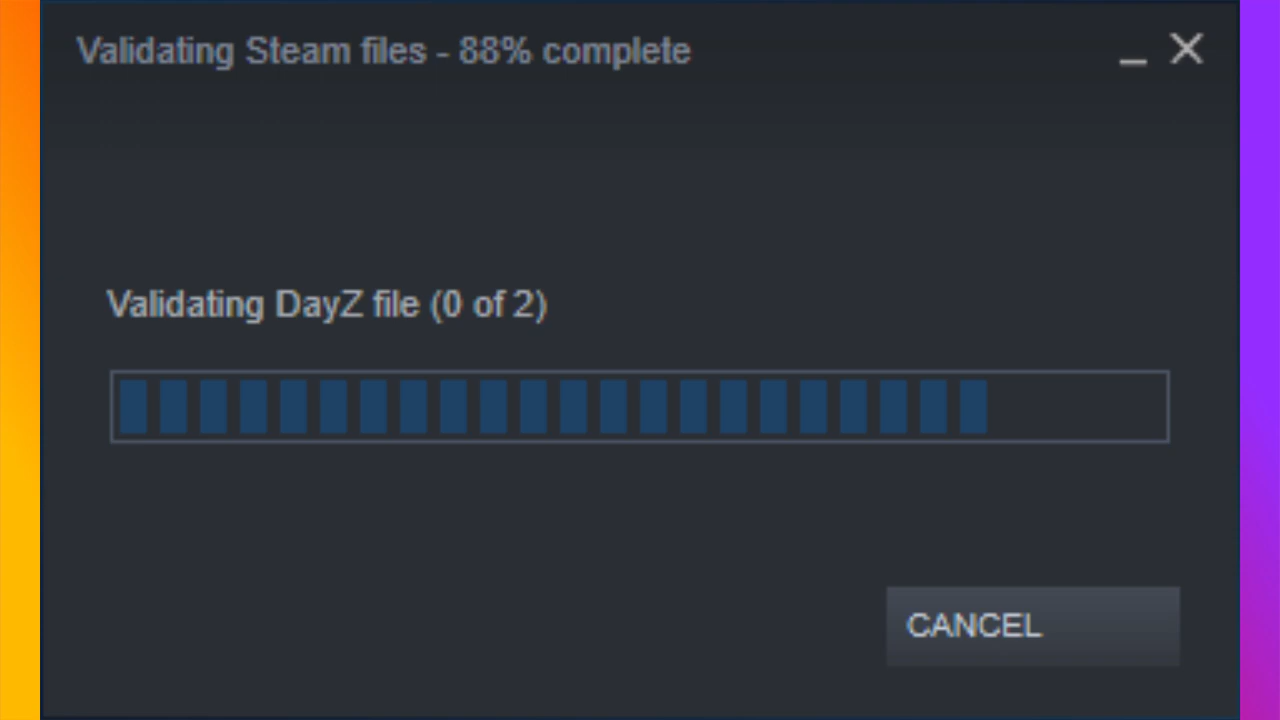 Validating Steam files - 88% complete
Validating DayZ file (0 of 2)
CANCEL